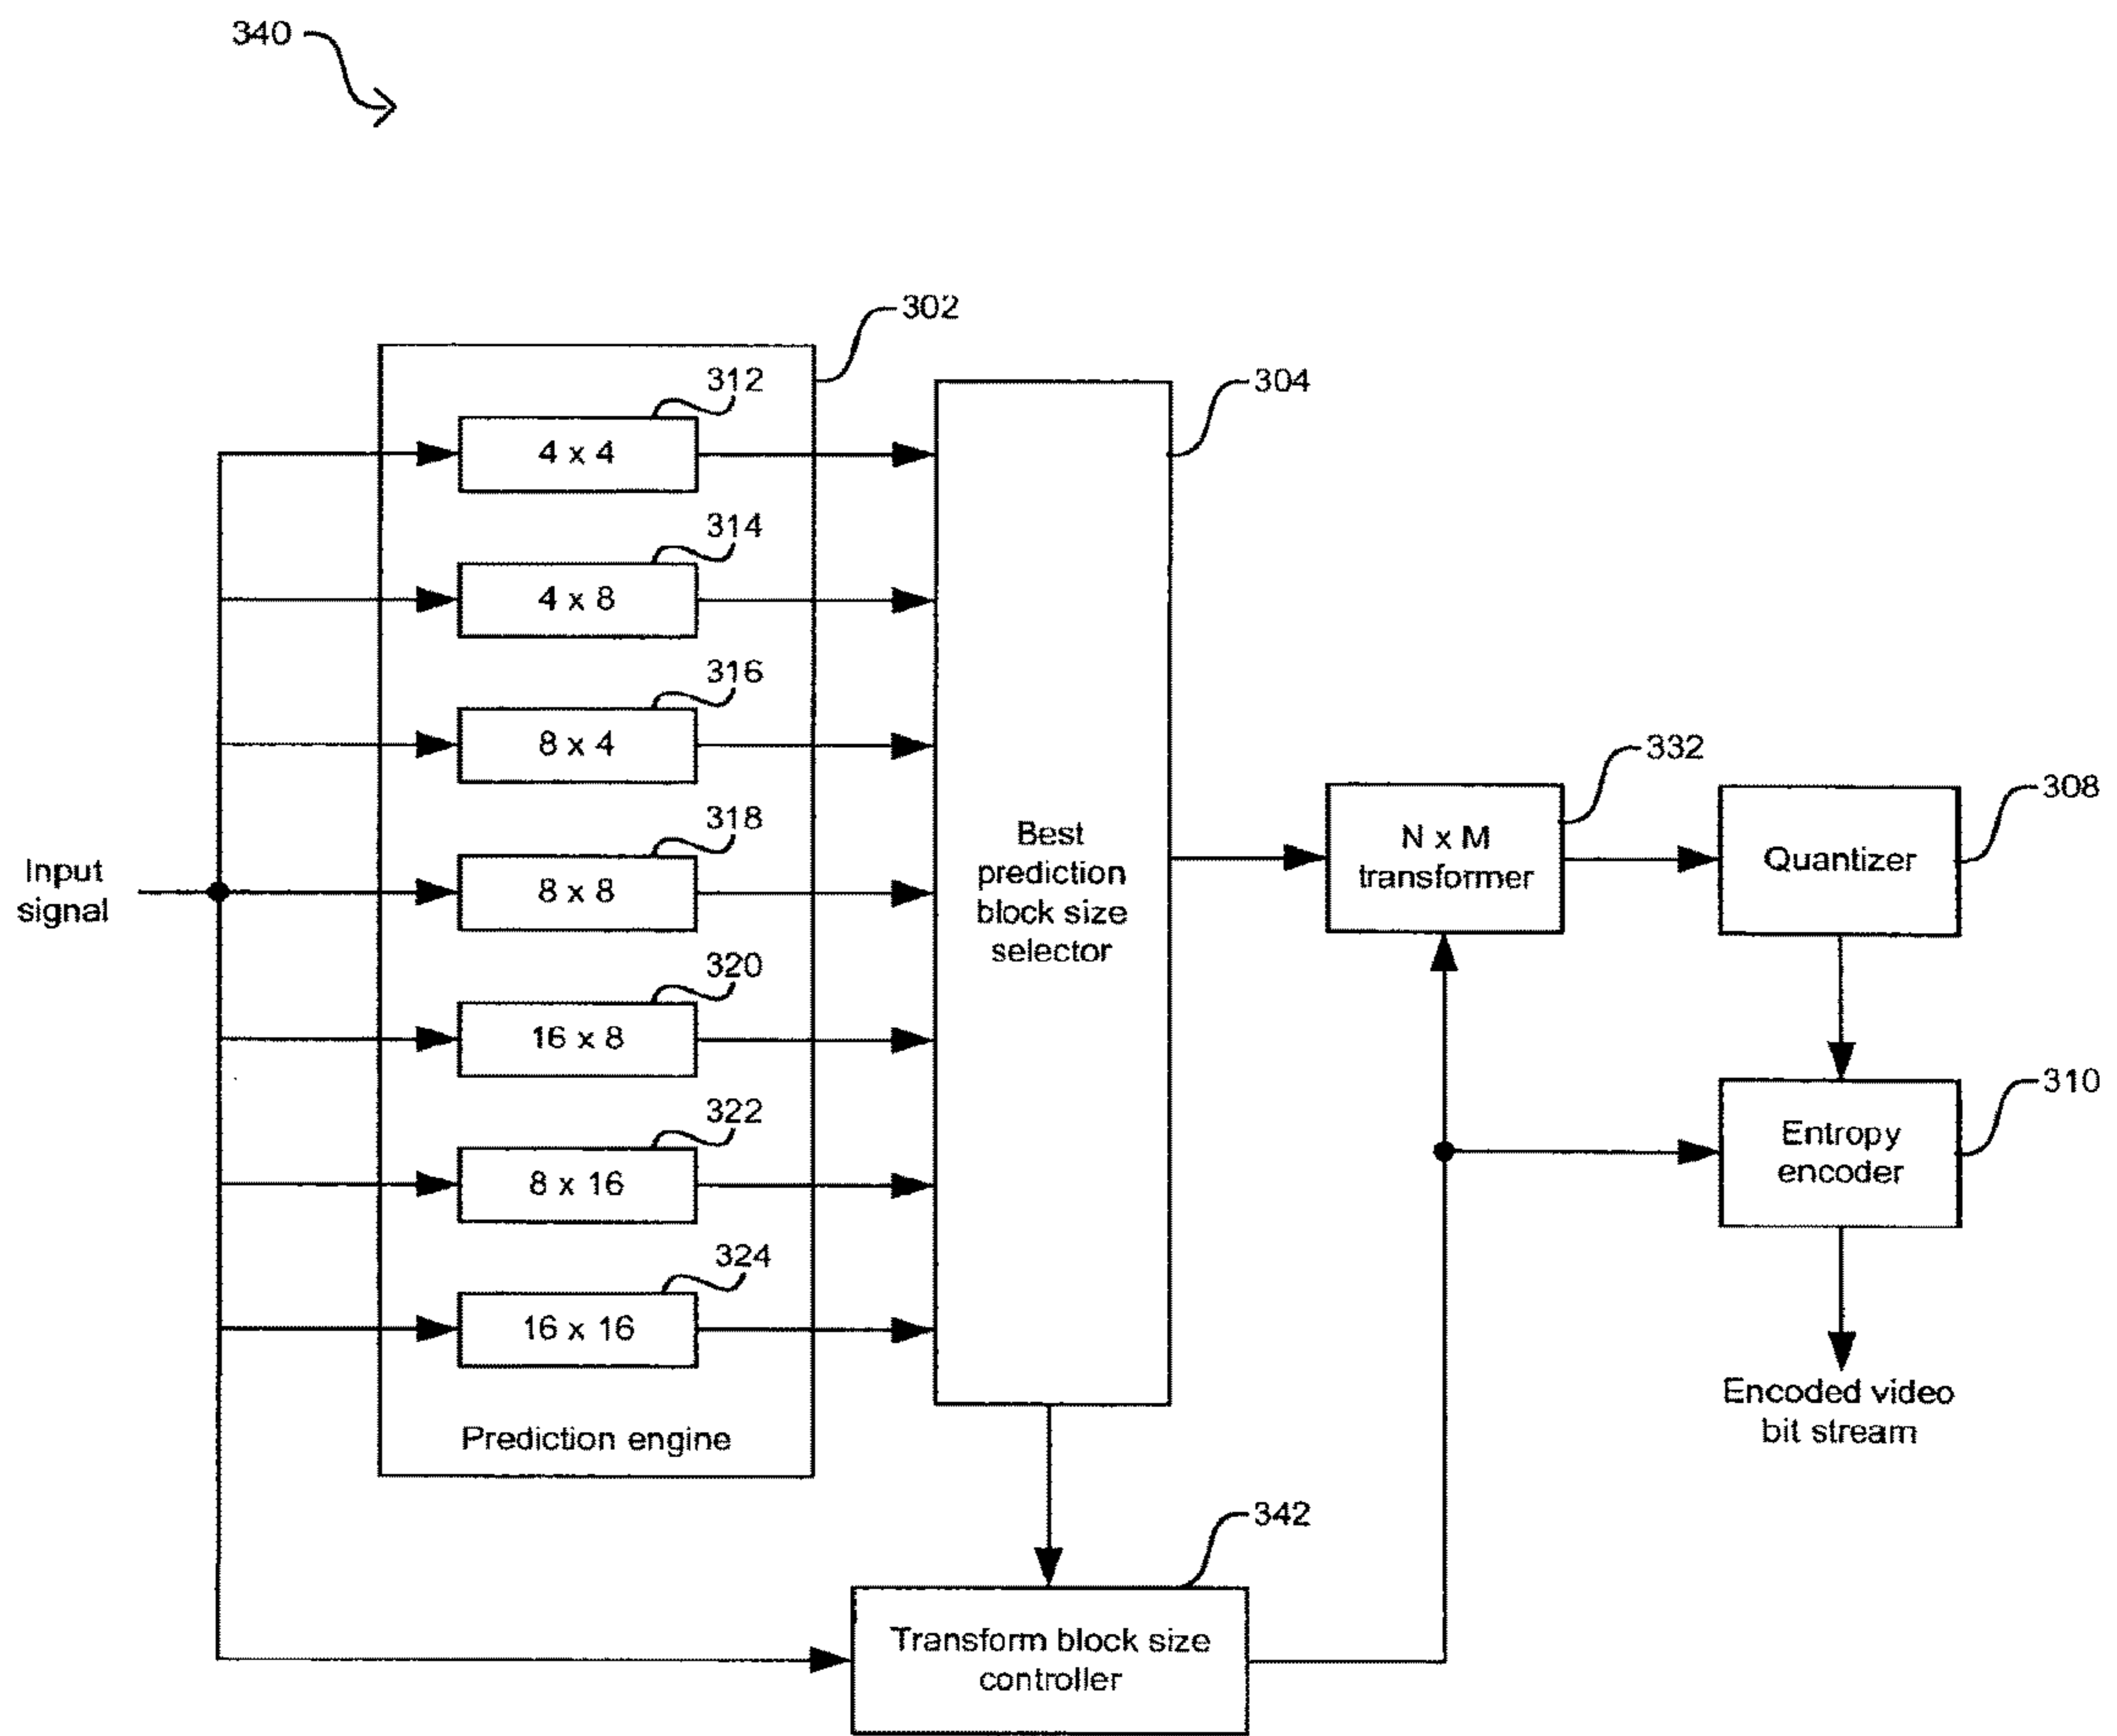 340
302
312
304
4 x 4
314
4 x 8
316
8 x 4
332
308
318
Input
signal
8 x 8
Best
prediction
block size
selector
N x M
transformer
Quantizer
320
16 x 8
310
322
8 x 16
Entropy
encoder
324
16 x 16
Encoded video
bit stream
Prediction engine
342
Transform block size
controller